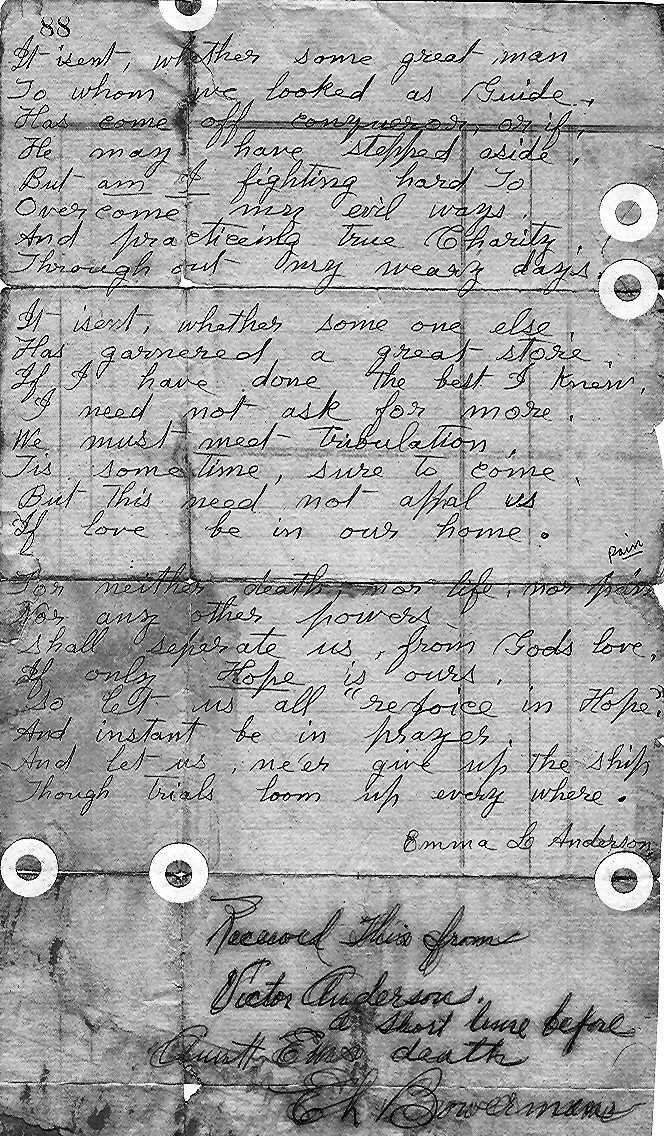 88
It isent, whether some great man
To whom we looked as Guide,
Has come off conqueror, or if,
He may have stepped aside,
But am I fighting hard To
Overcome my evil ways.
And practiceing true Charity,
Through out my weary days.
It isent, whether some one else,
Has garnered a great store
If I have done the best I knew,
I need not ask for more.
We must meet tribulation,
Tis some time, sure to come,
But this need not appal us
If love be in our home.
pain
For neither death, nor life, nor pain
Nor any other powers
Shall seperate us, from Gods love,
If only Hope is ours.
So let us all "rejoice in Hope"
And instant be in prayer.
And let us, ne'er give up the ship
Though trials loom up every where.
Emma L Anderson
Received This from
Victor Anderson.
a short time before
death
Bowermans